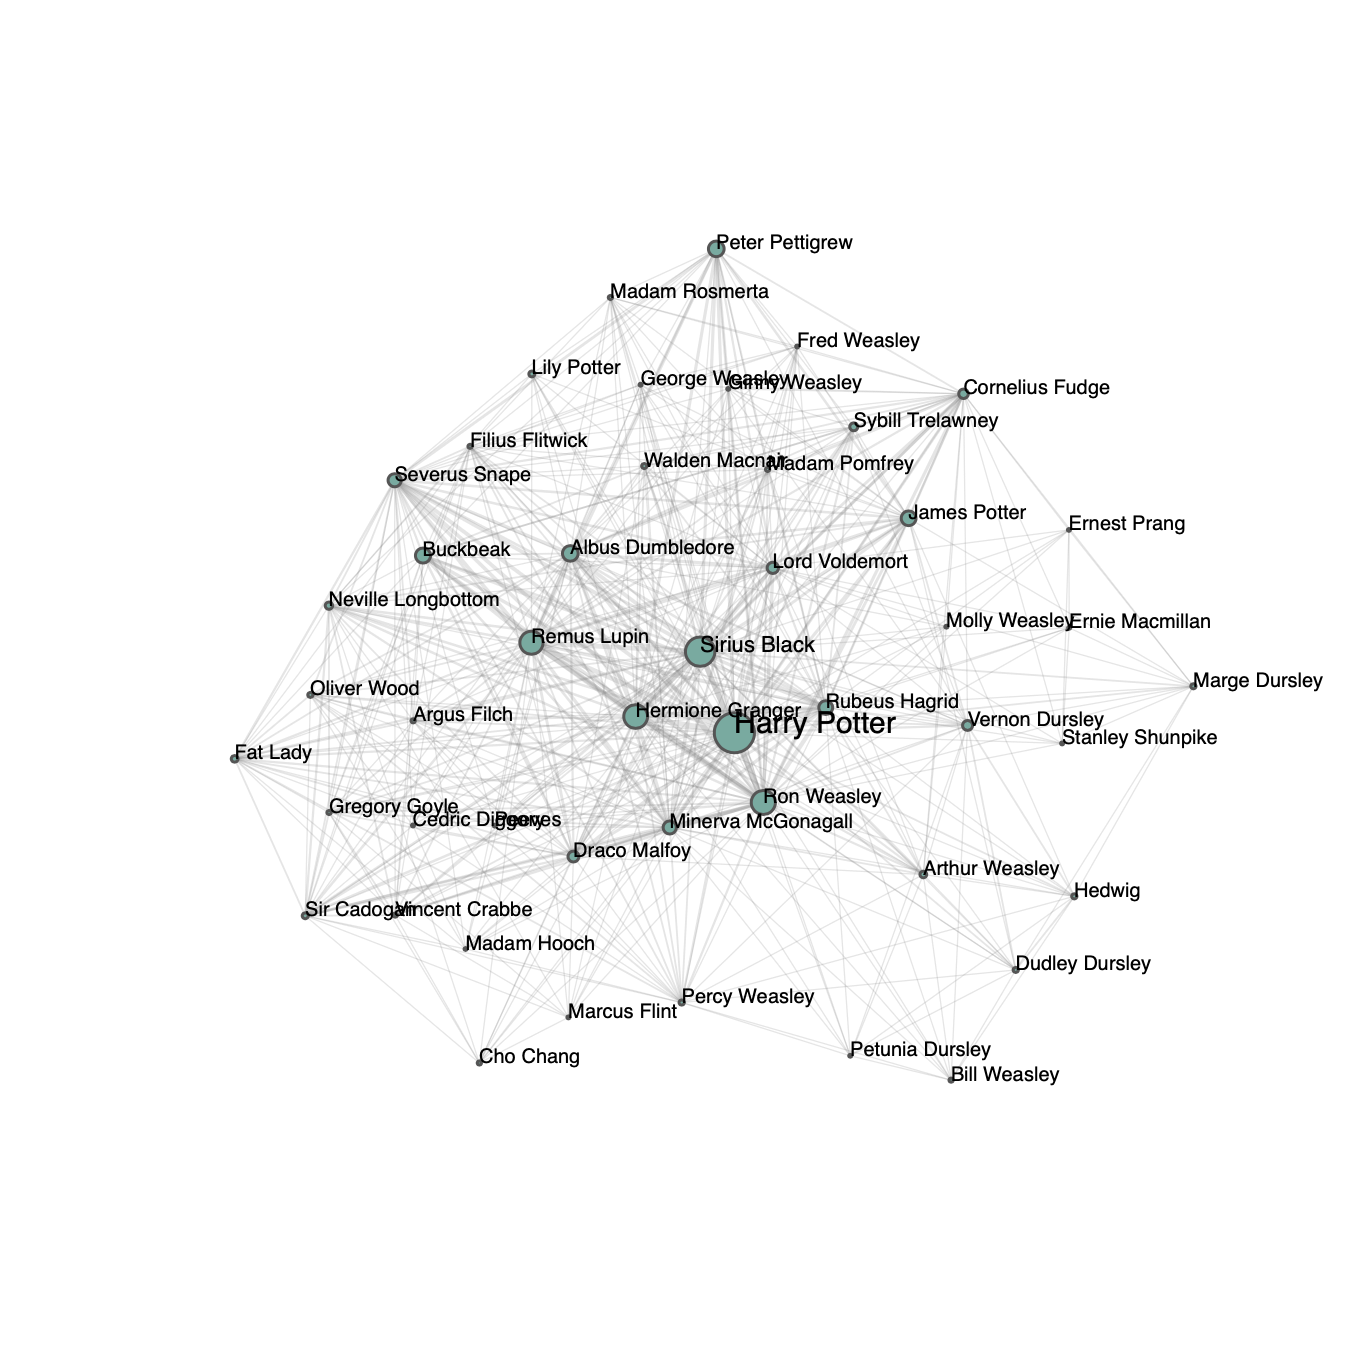 Peter Pettigrew
Madam Rosmerta
Fred Weasley
Lily Potter
George Weasley
Ginny Weasley
Cornelius Fudge
Sybill Trelawney
Filius Flitwick
Walden Macnair
Madam Pomfrey
Severus Snape
James Potter
Ernest Prang
Buckbeak
Albus Dumbledore
Lord Voldemort
Neville Longbottom
Molly Weasley
Ernie Macmillan
Remus Lupin
Sirius Black
Marge Dursley
Oliver Wood
Rubeus Hagrid
Hermione Granger
Argus Filch
Harry Potter
Vernon Dursley
Stanley Shunpike
Fat Lady
Ron Weasley
Gregory Goyle
Cedric Diggory
Peeves
Minerva McGonagall
Draco Malfoy
Arthur Weasley
Hedwig
Sir Cadogan
Vincent Crabbe
Madam Hooch
Dudley Dursley
Percy Weasley
Marcus Flint
Petunia Dursley
Cho Chang
Bill Weasley